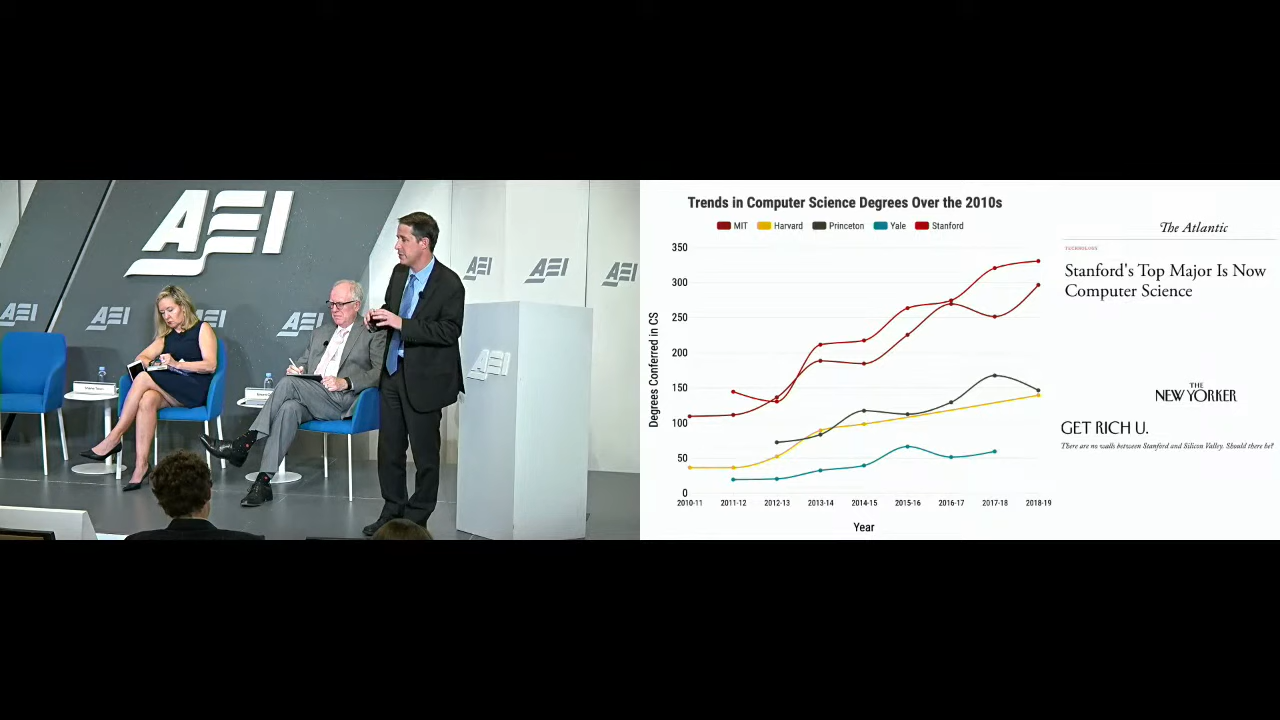 AEI
AEI
AEI
AEI
AEI
AEI
AEI
AEI
AEI
Trends in Computer Science Degrees Over the 2010s
MIT
Harvard
Princeton
Yale
Stanford
Degrees Conferred in CS
350
300
250
200
150
100
50
0
2010-11
2011-12
2012-13
2013-14
2014-15
2015-16
2016-17
2017-18
2018-19
Year
The Atlantic
TECHNOLOGY
Stanford's Top Major Is Now
Computer Science
THE
NEW YORKER
GET RICH U.
There are no walls between Stanford and Silicon Valley. Should there be?